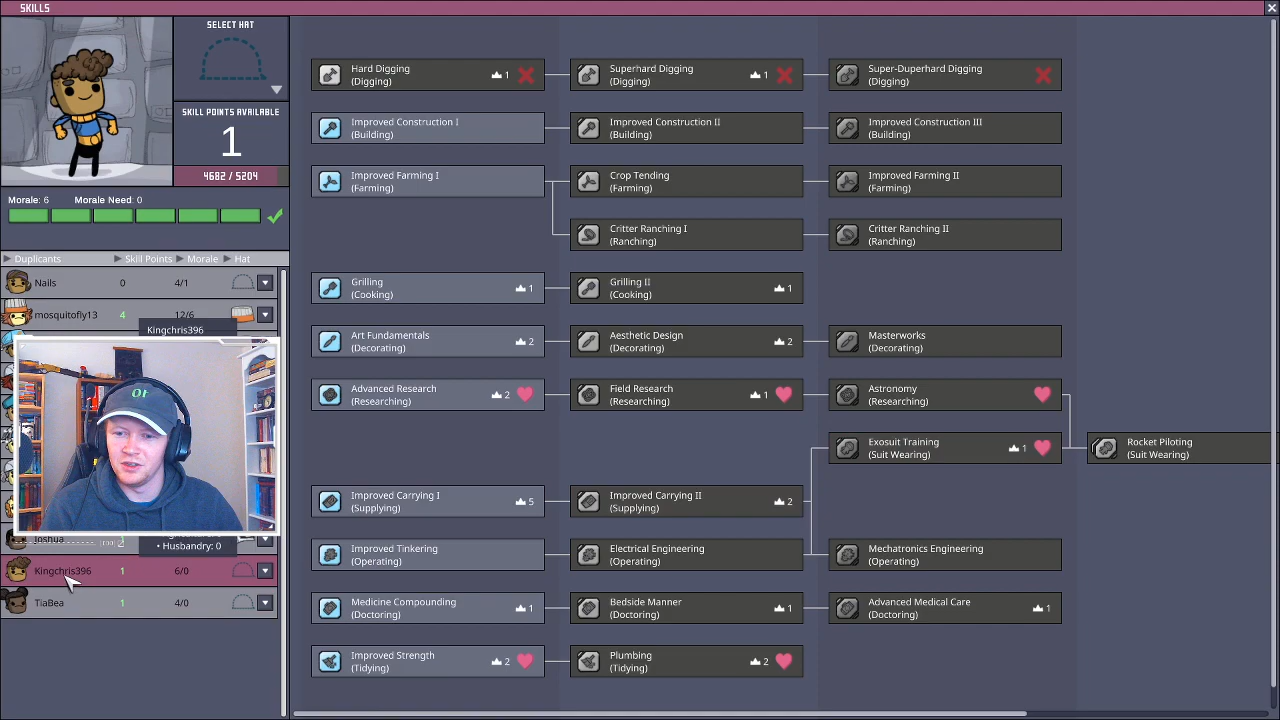 SKILLS
SELECT HAT
SKILL POINTS AVAILABLE
1
4682 / 5204
Morale: 6 Morale Need: 0
Duplicants Skill Points Morale Hat
Nails 0 4/1
mosquitofly13 4 12/6
Kingchris396
Joshua
• Husbandry: 0
Kingchris396 1 6/0
TiaBea 1 4/0
Hard Digging 1
(Digging)
Superhard Digging 1
(Digging)
Super-Duperhard Digging
(Digging)
Improved Construction I
(Building)
Improved Construction II
(Building)
Improved Construction III
(Building)
Improved Farming I
(Farming)
Crop Tending
(Farming)
Improved Farming II
(Farming)
Critter Ranching I
(Ranching)
Critter Ranching II
(Ranching)
Grilling 1
(Cooking)
Grilling II 1
(Cooking)
Art Fundamentals 2
(Decorating)
Aesthetic Design 2
(Decorating)
Masterworks
(Decorating)
Advanced Research 2
(Researching)
Field Research 1
(Researching)
Astronomy
(Researching)
Exosuit Training 1
(Suit Wearing)
Rocket Piloting
(Suit Wearing)
Improved Carrying I 5
(Supplying)
Improved Carrying II 2
(Supplying)
Improved Tinkering
(Operating)
Electrical Engineering
(Operating)
Mechatronics Engineering
(Operating)
Medicine Compounding 1
(Doctoring)
Bedside Manner 1
(Doctoring)
Advanced Medical Care 1
(Doctoring)
Improved Strength 2
(Tidying)
Plumbing 2
(Tidying)